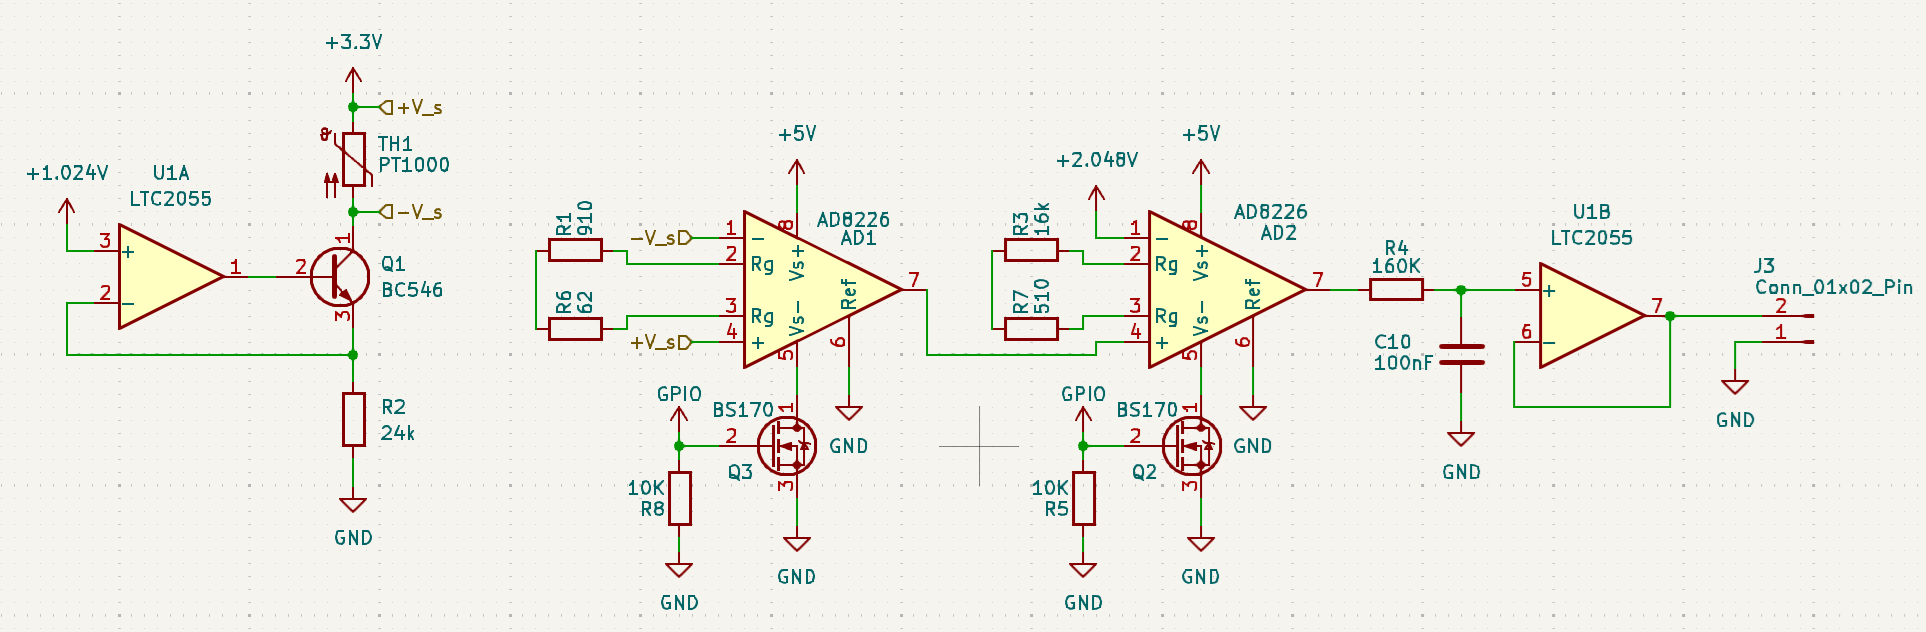 +3.3V
+V_s
8
TH1
PT1000
-V_s
+1.024V
U1A
LTC2055
3
+
1
2
-
2
1
3
Q1
BC546
R2
24k
GND
+5V
R1
910
R6
62
-V_s
+V_s
1
2
3
4
-
Rg
Rg
+
8
Vs+
Vs-
Ref
5
6
7
AD8226
AD1
GPIO
BS170
1
2
3
Q3
10K
R8
GND
GND
GND
+2.048V
+5V
R3
16k
R7
510
1
2
3
4
-
Rg
Rg
+
8
Vs+
Vs-
Ref
5
6
7
AD8226
AD2
GPIO
BS170
1
2
3
Q2
10K
R5
GND
GND
GND
R4
160K
C10
100nF
GND
U1B
LTC2055
5
+
6
-
7
J3
Conn_01x02_Pin
2
1
GND